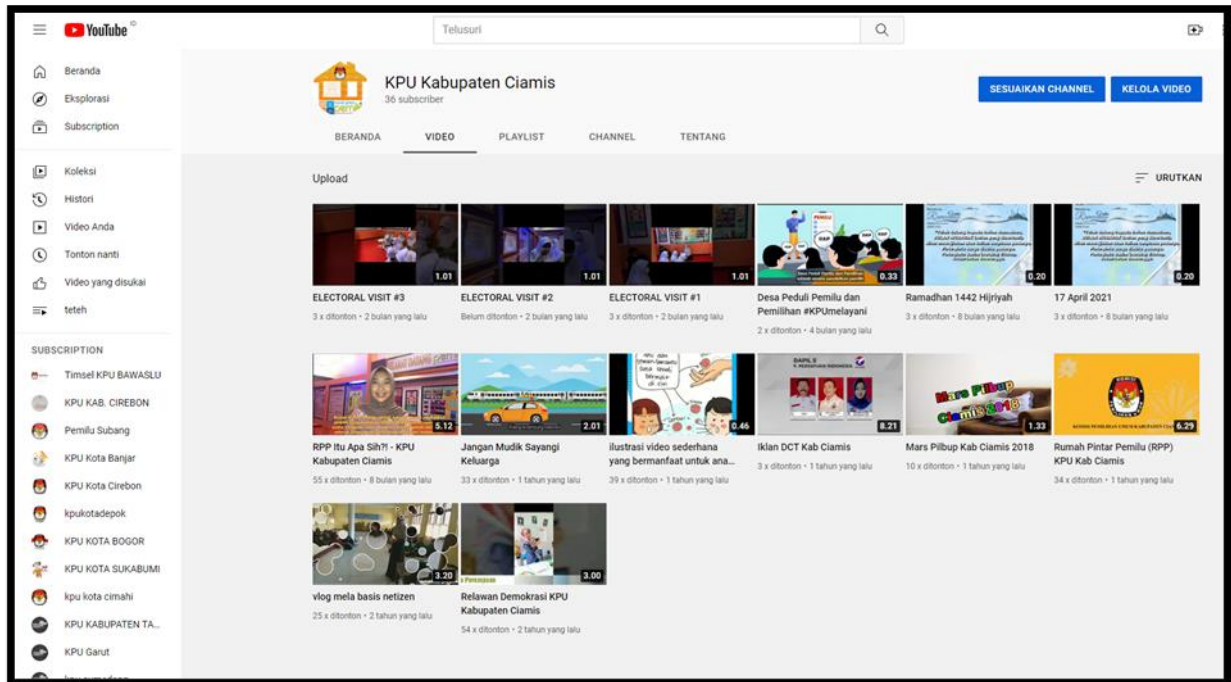 YouTube ID
Telusuri
Beranda
Eksplorasi
Subscription
Koleksi
Histori
Video Anda
Tonton nanti
Video yang disukai
teteh
SUBSCRIPTION
Timsel KPU BAWASLU
KPU KAB. CIREBON
Pemilu Subang
KPU Kota Banjar
KPU Kota Cirebon
kpukotadepok
KPU KOTA BOGOR
KPU KOTA SUKABUMI
kpu kota cimahi
KPU KABUPATEN TA...
KPU Garut
KPU Kabupaten Ciamis
36 subscriber
SESUAIKAN CHANNEL
KELOLA VIDEO
BERANDA
VIDEO
PLAYLIST
CHANNEL
TENTANG
Upload
URUTKAN
1.01
ELECTORAL VISIT #3
3 x ditonton • 2 bulan yang lalu
1.01
ELECTORAL VISIT #2
Belum ditonton • 2 bulan yang lalu
1.01
ELECTORAL VISIT #1
3 x ditonton • 2 bulan yang lalu
PEMILU
0.33
Desa Peduli Pemilu dan
Pemilihan #KPUmelayani
2 x ditonton • 4 bulan yang lalu
0.20
Ramadhan 1442 Hijriyah
3 x ditonton • 8 bulan yang lalu
0.20
17 April 2021
3 x ditonton • 8 bulan yang lalu
5.12
RPP Itu Apa Sih?! - KPU
Kabupaten Ciamis
55 x ditonton • 8 bulan yang lalu
2.01
Jangan Mudik Sayangi
Keluarga
33 x ditonton • 1 tahun yang lalu
0.46
ilustrasi video sederhana
yang bermanfaat untuk ana...
39 x ditonton • 1 tahun yang lalu
DAPIL 5
8.21
Iklan DCT Kab Ciamis
3 x ditonton • 1 tahun yang lalu
Mars Pilbup
Ciamis 2018
1.33
Mars Pilbup Kab Ciamis 2018
10 x ditonton • 1 tahun yang lalu
6.29
Rumah Pintar Pemilu (RPP)
KPU Kab Ciamis
34 x ditonton • 1 tahun yang lalu
3.20
vlog mela basis netizen
25 x ditonton • 2 tahun yang lalu
3.00
Relawan Demokrasi KPU
Kabupaten Ciamis
54 x ditonton • 2 tahun yang lalu